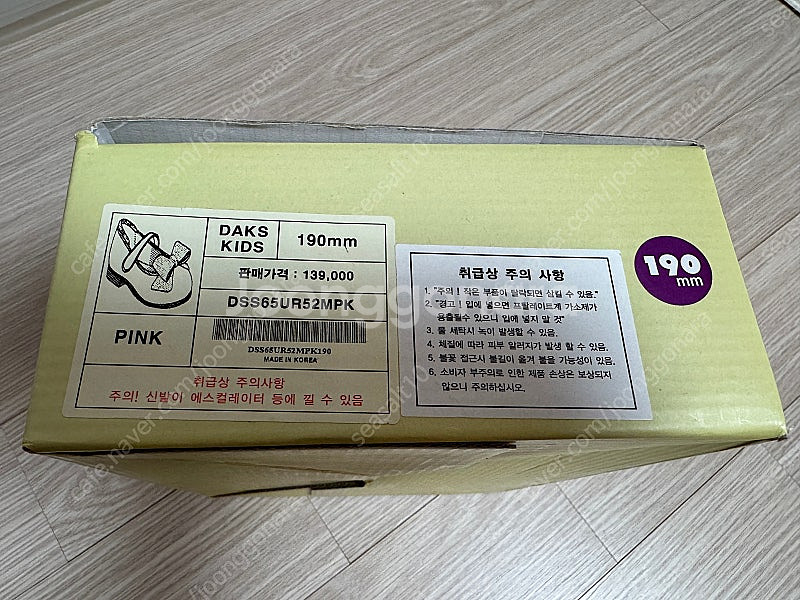 DAKS
KIDS
190mm
판매가격 : 139,000
DSS65UR52MPK
PINK
DSS65UR52MPK190
MADE IN KOREA
취급상 주의사항
주의! 신발이 에스컬레이터 등에 낄 수 있음
취급상 주의 사항
1. "주의! 작은 부품이 탈락되면 삼킬 수 있음."
2. "경고! 입에 넣으면 프탈레이트계 가소제가
용출될수 있으니 입에 넣지 말 것"
3. 물 세탁시 녹이 발생할 수 있음.
4. 체질에 따라 피부 알러지가 발생 할 수 있음.
5. 불꽃 접근시 불길이 옮겨 붙을 가능성이 있음.
6. 소비자 부주의로 인한 제품 손상은 보상되지
않으니 주의하십시오.
190
mm
cafe.naver.com/joonggonara
seasalt102
Joonggonara